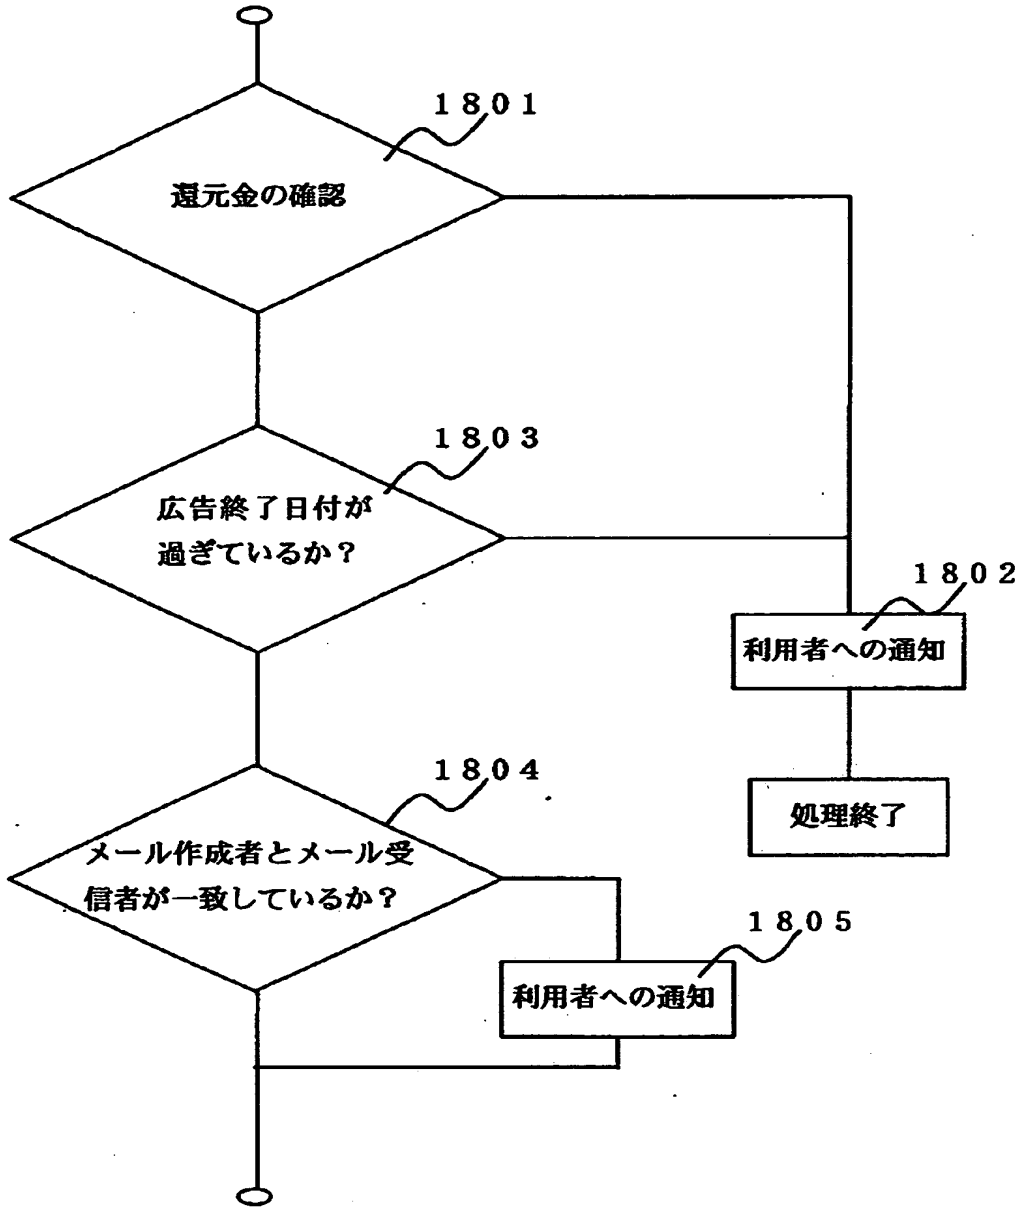 １８０１
還元金の確認
１８０３
広告終了日付が
過ぎているか？
１８０２
利用者への通知
１８０４
処理終了
メール作成者とメール受
信者が一致しているか？
１８０５
利用者への通知